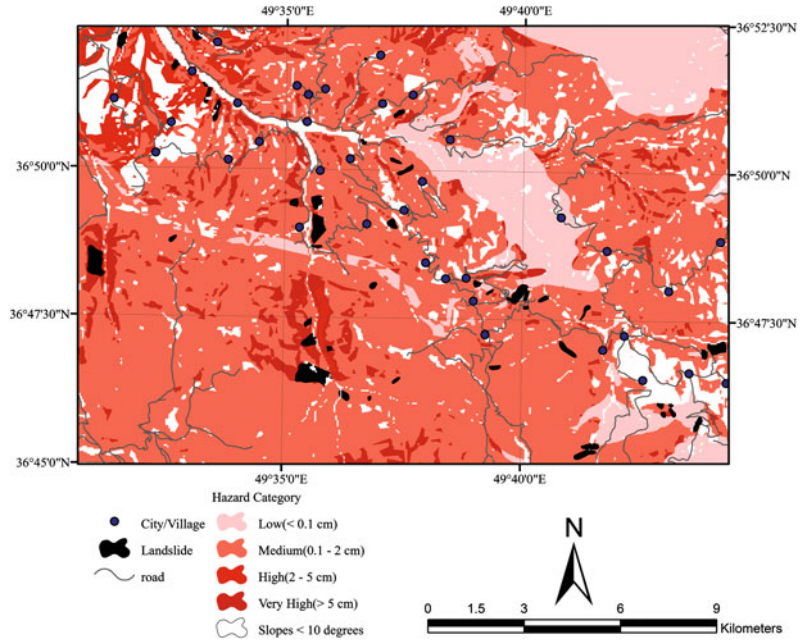 49°35'0"E 49°40'0"E
36°52'30"N
36°50'0"N 36°50'0"N
36°47'30"N 36°47'30"N
36°45'0"N 36°45'0"N
49°35'0"E 49°40'0"E
Hazard Category
City/Village Low(< 0.1 cm)
Landslide Medium(0.1 - 2 cm)
road High(2 - 5 cm)
Very High(> 5 cm)
Slopes < 10 degrees
N
0 1.5 3 6 9
Kilometers